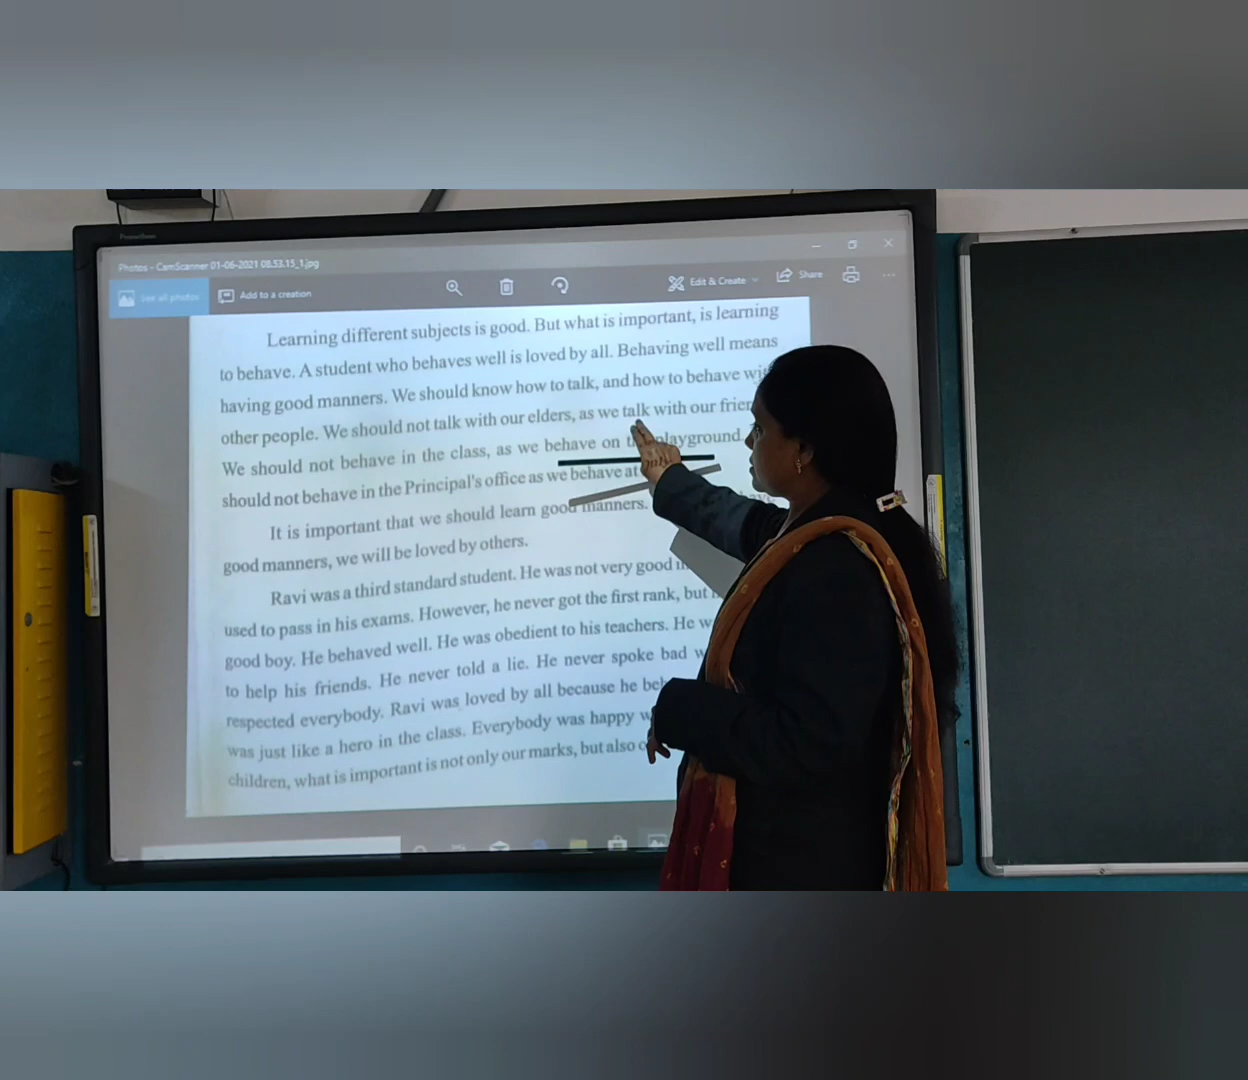 Promethean
Photos - CamScanner 01-06-2021 08.53.15_1.jpg
See all photos
Add to a creation
Edit & Create
Share
Learning different subjects is good. But what is important, is learning
to behave. A student who behaves well is loved by all. Behaving well means
having good manners. We should know how to talk, and how to behave
other people. We should not talk with our elders, as we talk with our
We should not behave in the class, as we behave on playground.
should not behave in the Principal's office as we behave at
It is important that we should learn good manners.
good manners, we will be loved by others.
Ravi was a third standard student. He was not very good
used to pass in his exams. However, he never got the first rank, but
good boy. He behaved well. He was obedient to his teachers. He
to help his friends. He never told a lie. He never spoke bad
respected everybody. Ravi was loved by all because he
was just like a hero in the class. Everybody was happy
children, what is important is not only our marks, but also